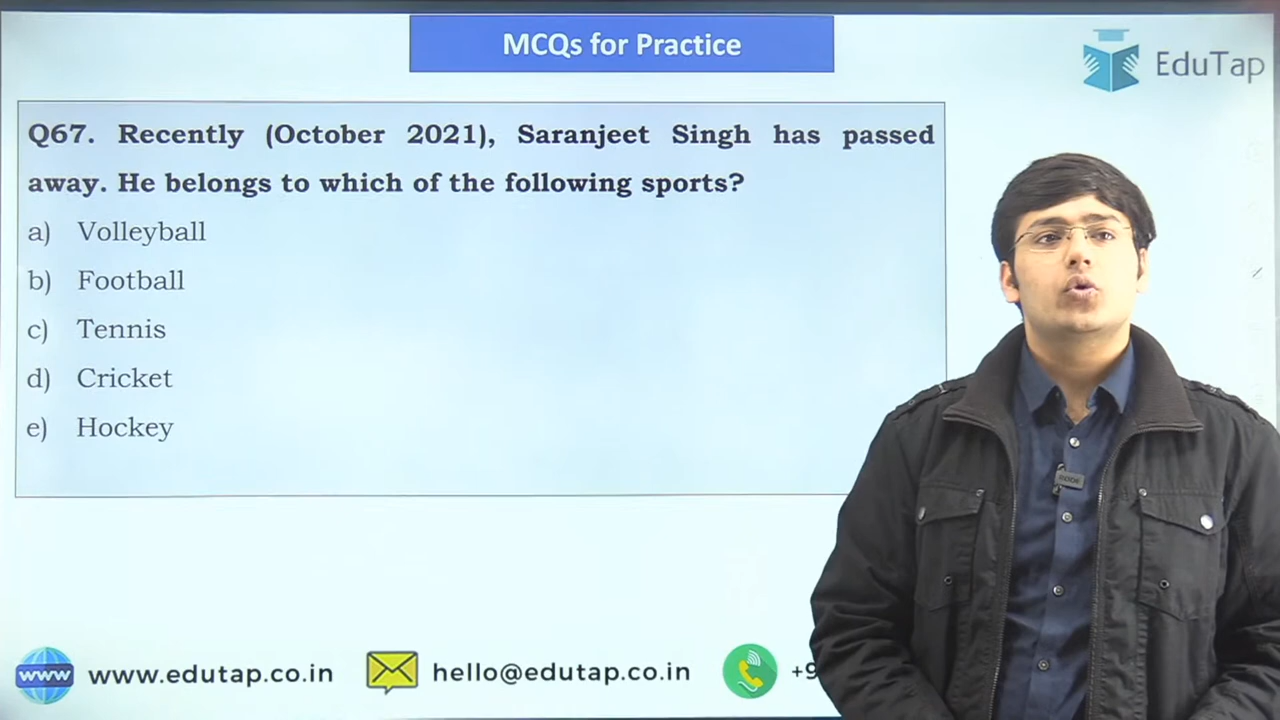 MCQs for Practice
EduTap
Q67. Recently (October 2021), Saranjeet Singh has passed
away. He belongs to which of the following sports?
a) Volleyball
b) Football
c) Tennis
d) Cricket
e) Hockey
www www.edutap.co.in hello@edutap.co.in +9